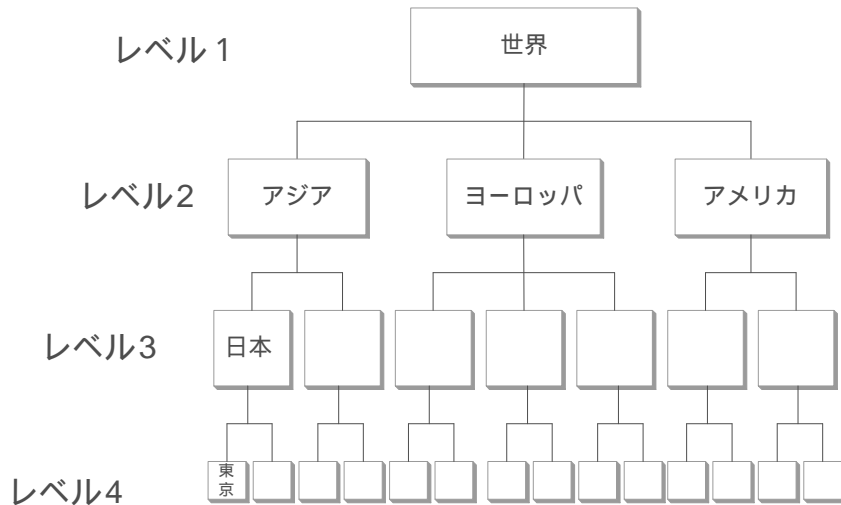 レベル 1
世界
レベル2
アジア
ヨーロッパ
アメリカ
レベル3
日本
レベル4
東
京